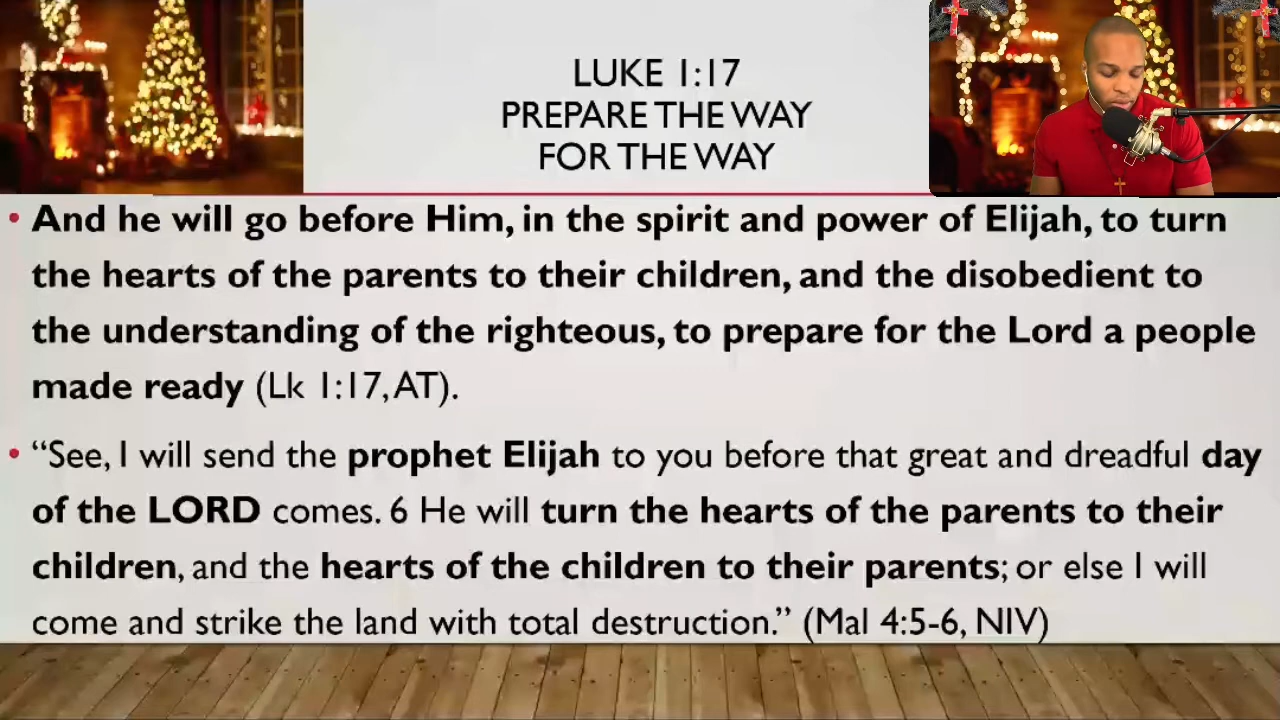 LUKE 1:17
PREPARE THE WAY
FOR THE WAY
• And he will go before Him, in the spirit and power of Elijah, to turn
the hearts of the parents to their children, and the disobedient to
the understanding of the righteous, to prepare for the Lord a people
made ready (Lk 1:17, AT).
• “See, I will send the prophet Elijah to you before that great and dreadful day
of the LORD comes. 6 He will turn the hearts of the parents to their
children, and the hearts of the children to their parents; or else I will
come and strike the land with total destruction.” (Mal 4:5-6, NIV)